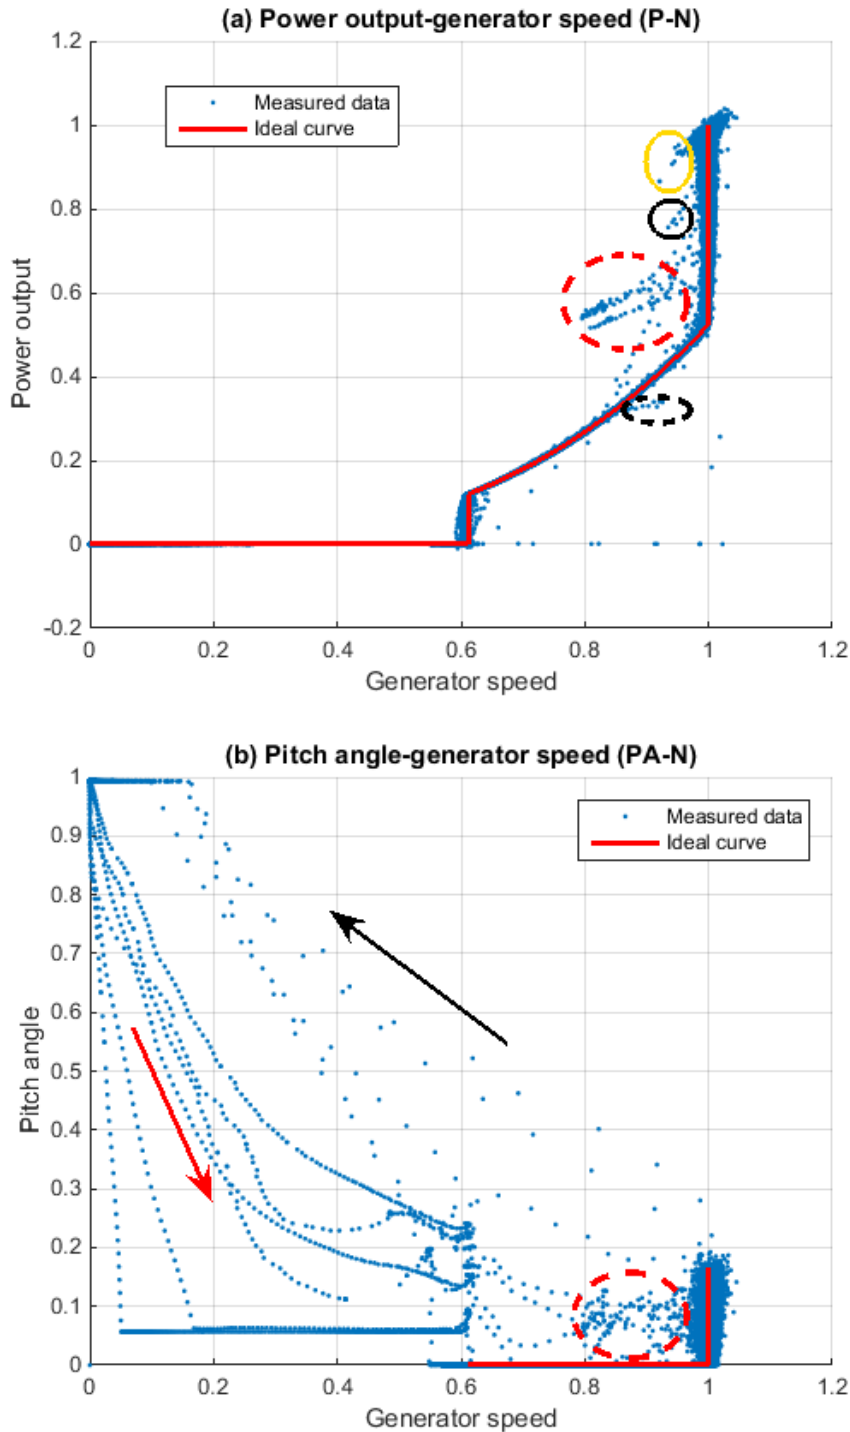 (a) Power output-generator speed (P-N)
1.2
1
0.8
0.6
0.4
0.2
0
-0.2
Power output
Measured data
Ideal curve
0 0.2 0.4 0.6 0.8 1 1.2
Generator speed
(b) Pitch angle-generator speed (PA-N)
1
0.9
0.8
0.7
0.6
0.5
0.4
0.3
0.2
0.1
0
Pitch angle
Measured data
Ideal curve
0 0.2 0.4 0.6 0.8 1 1.2
Generator speed